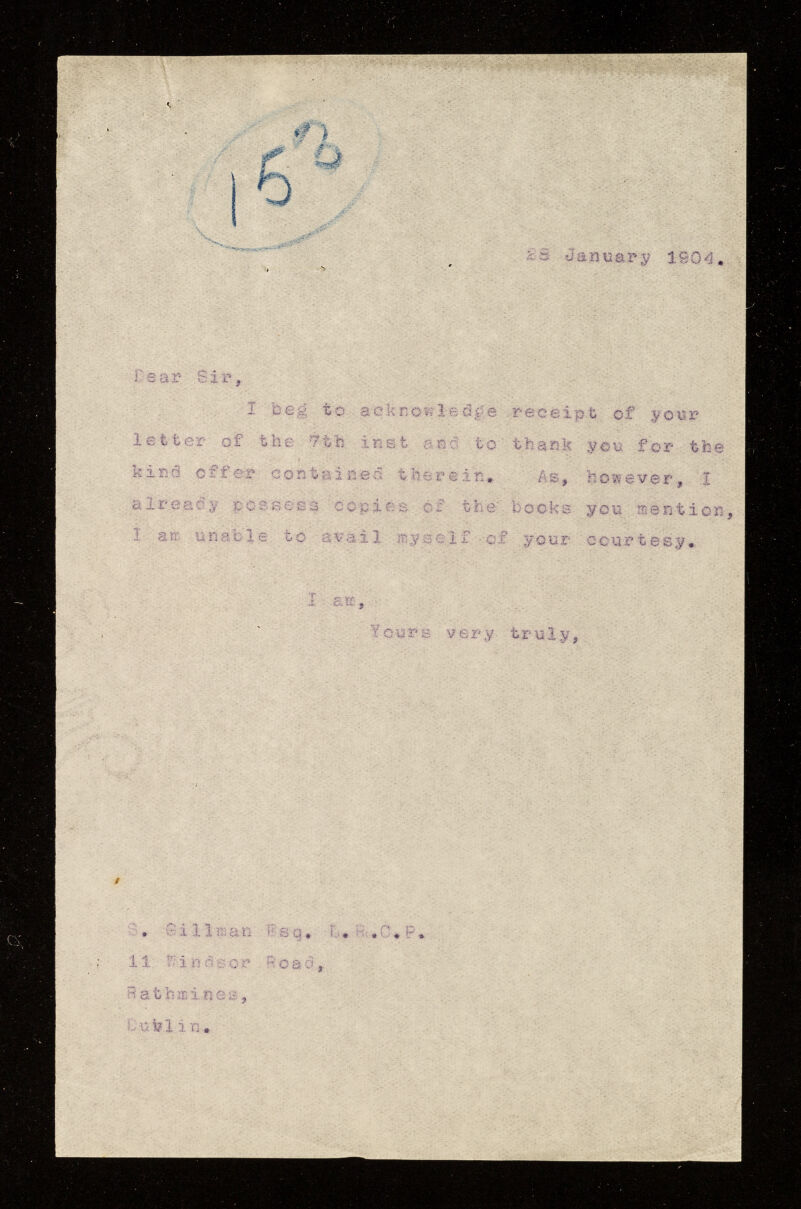 153
28 January 1904.
Dear Sir,
I beg to acknowledge receipt of your
letter of the 7th inst and to thank you for the
kind offer contained therein. As, however, I
already possess copies of the books you mention,
I am unable to avail myself of your courtesy.
I am,
Yours very truly,
S. Gillman Esq. L.R.C.P.
11 Windsor Road,
Rathmines,
Dublin.